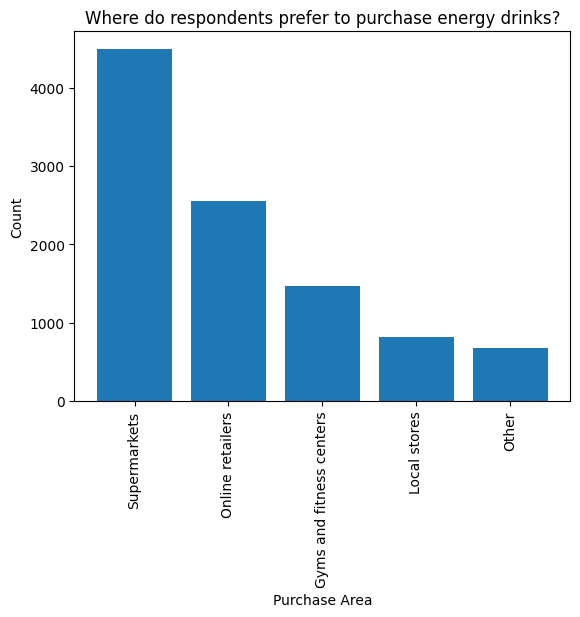 Where do respondents prefer to purchase energy drinks?
Count
4000
3000
2000
1000
0
Supermarkets
Online retailers
Gyms and fitness centers
Local stores
Other
Purchase Area